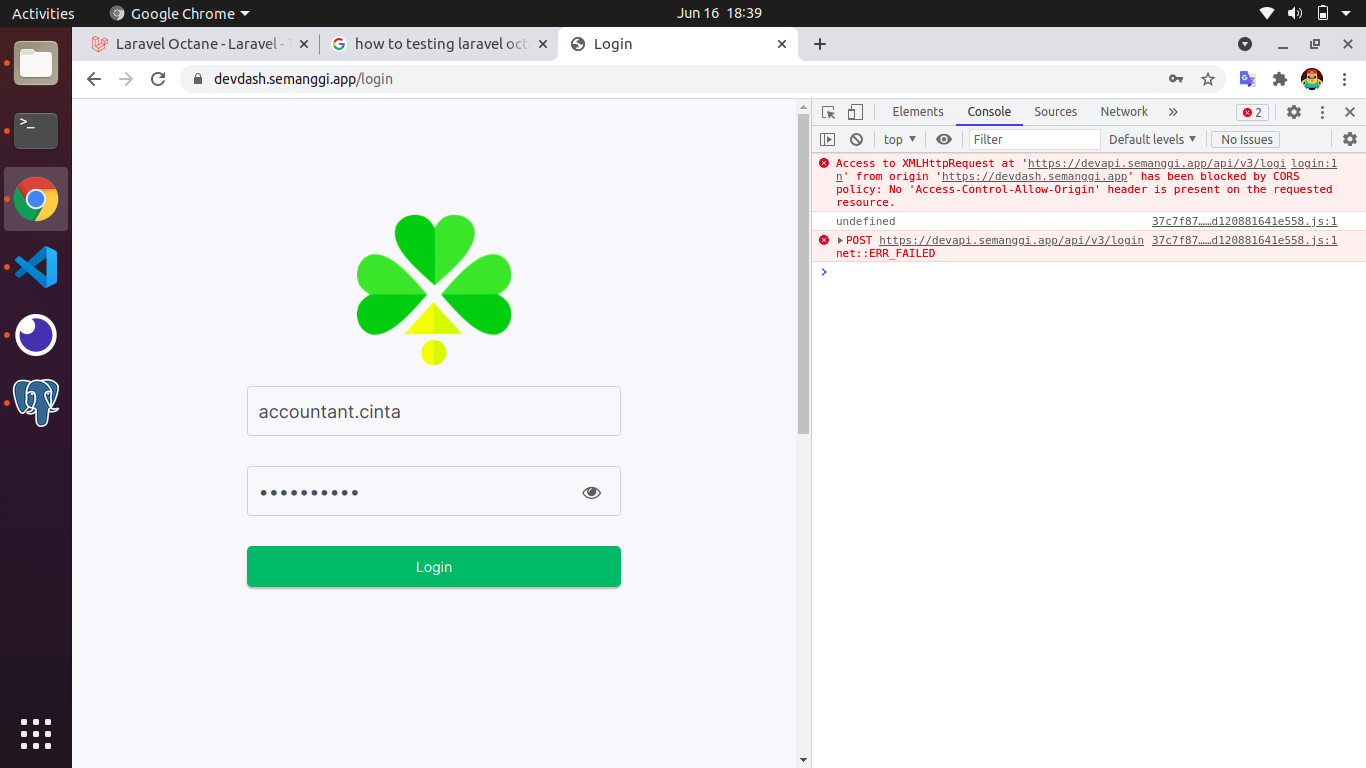 Activities
Google Chrome
Jun 16 18:39
Laravel Octane - Laravel - T
how to testing laravel oct
Login
devdash.semanggi.app/login
Elements
Console
Sources
Network
2
top
Filter
Default levels
No Issues
Access to XMLHttpRequest at 'https://devapi.semanggi.app/api/v3/logi login:1
n' from origin 'https://devdash.semanggi.app' has been blocked by CORS
policy: No 'Access-Control-Allow-Origin' header is present on the requested
resource.
undefined 37c7f87……d120881641e558.js:1
POST https://devapi.semanggi.app/api/v3/login 37c7f87……d120881641e558.js:1
net::ERR_FAILED
accountant.cinta
Login